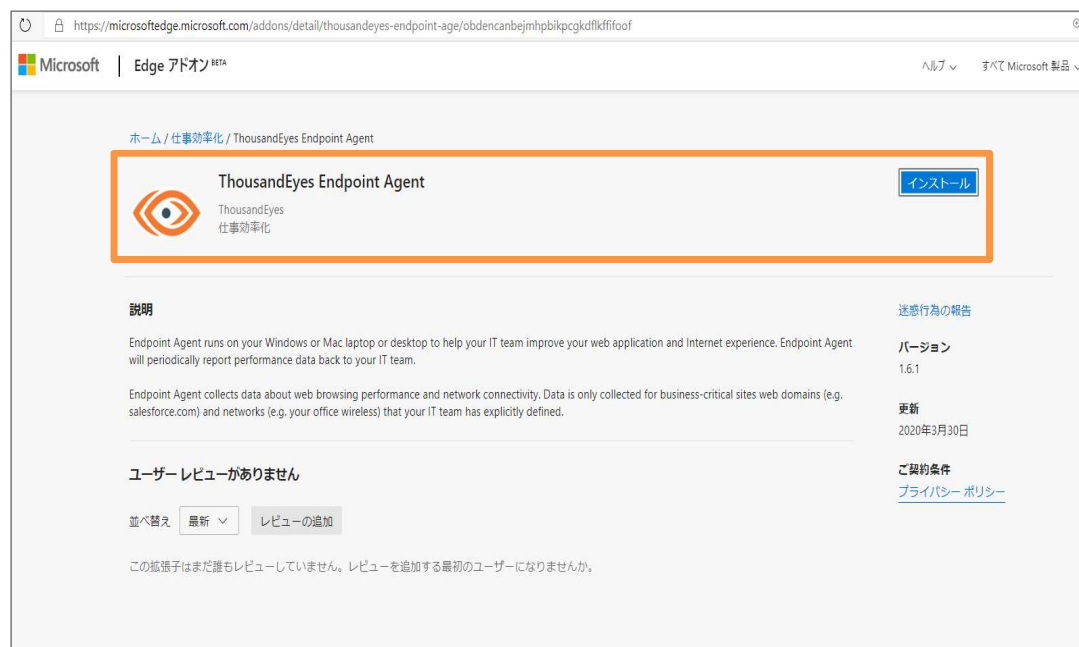 https://microsoftedge.microsoft.com/addons/detail/thousandeyes-endpoint-age/obdencanbejmhpbikpcgkdflkffifoof
Microsoft Edge アドオン BETA ヘルプ すべて Microsoft 製品
ホーム / 仕事効率化 / ThousandEyes Endpoint Agent
ThousandEyes Endpoint Agent
インストール
ThousandEyes
仕事効率化
説明
Endpoint Agent runs on your Windows or Mac laptop or desktop to help your IT team improve your web application and Internet experience. Endpoint Agent
will periodically report performance data back to your IT team.
Endpoint Agent collects data about web browsing performance and network connectivity. Data is only collected for business-critical sites web domains (e.g.
salesforce.com) and networks (e.g. your office wireless) that your IT team has explicitly defined.
迷惑行為の報告
バージョン
1.6.1
更新
2020年3月30日
ご契約条件
プライバシー ポリシー
ユーザー レビューがありません
並べ替え 最新 レビューの追加
この拡張子はまだ誰もレビューしていません。レビューを追加する最初のユーザーになりませんか。